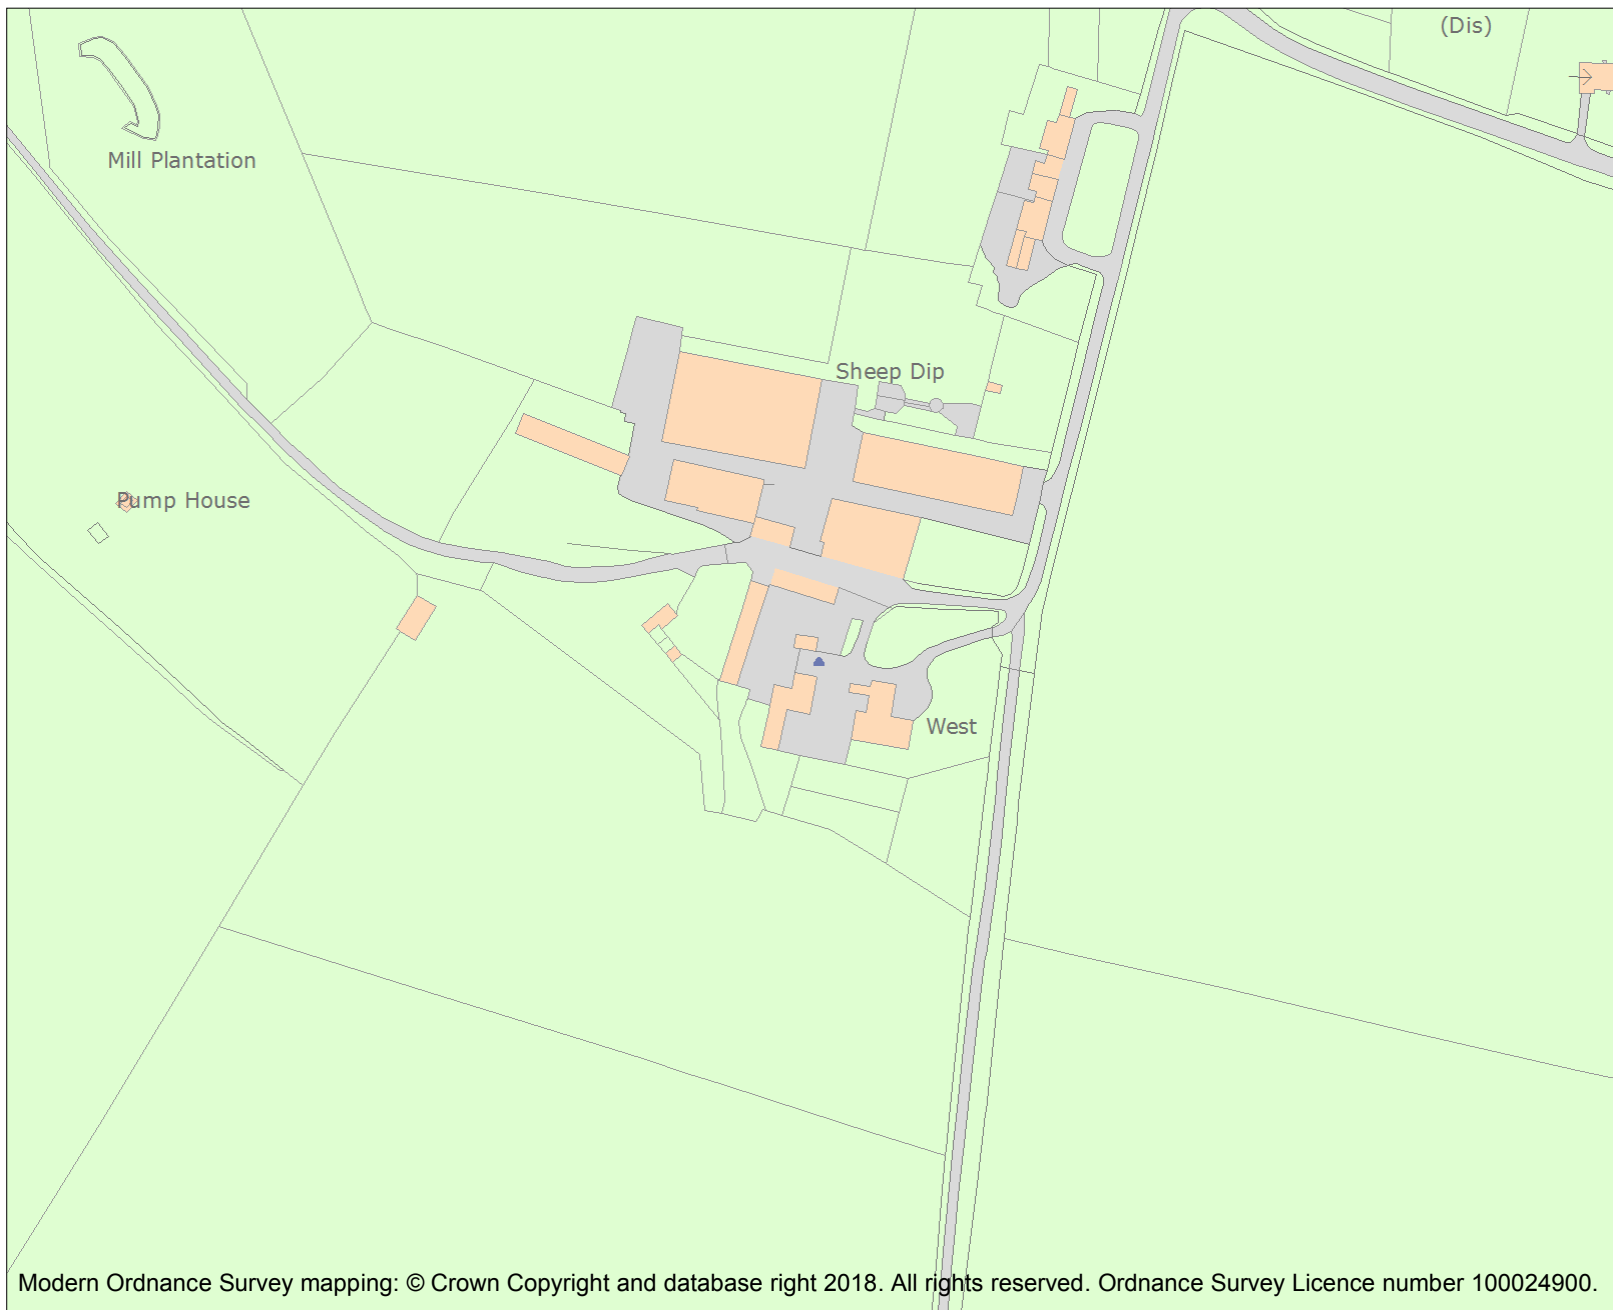 (Dis)
Mill Plantation
Sheep Dip
Pump House
West
Modern Ordnance Survey mapping: © Crown Copyright and database right 2018. All rights reserved. Ordnance Survey Licence number 100024900.